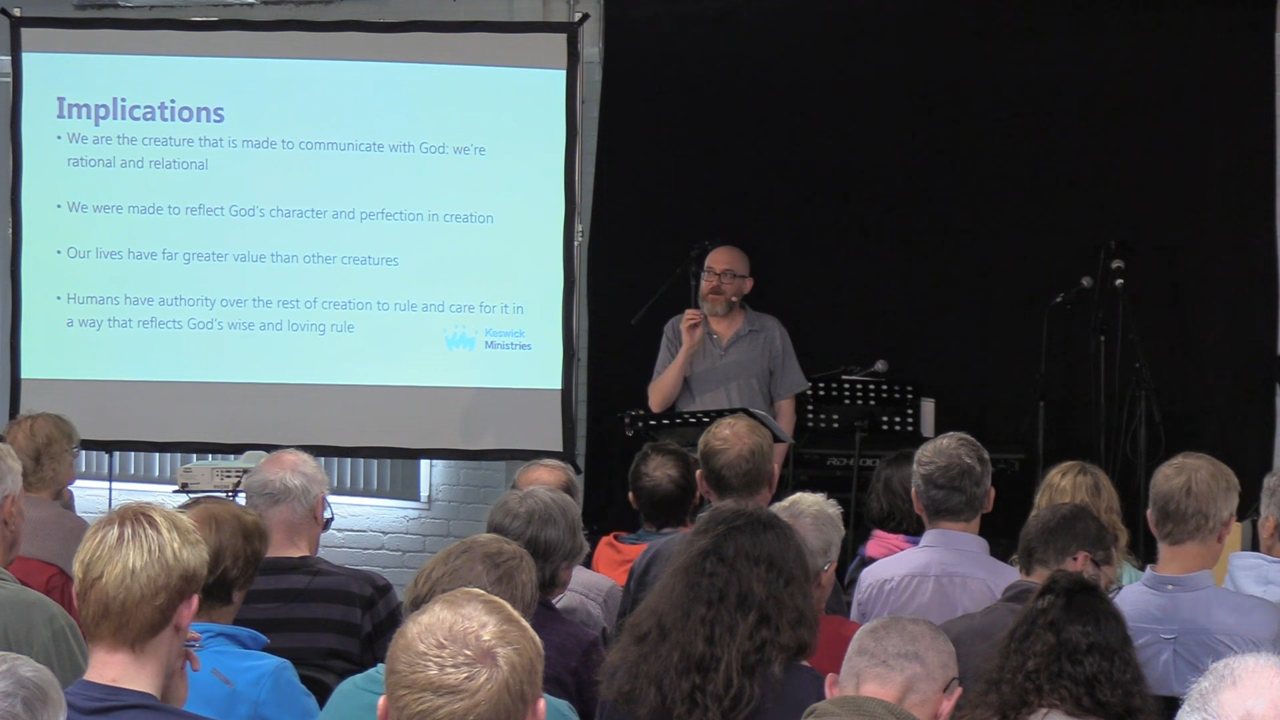 Implications
• We are the creature that is made to communicate with God: we're
rational and relational
• We were made to reflect God's character and perfection in creation
• Our lives have far greater value than other creatures
• Humans have authority over the rest of creation to rule and care for it in
a way that reflects God's wise and loving rule
Keswick
Ministries